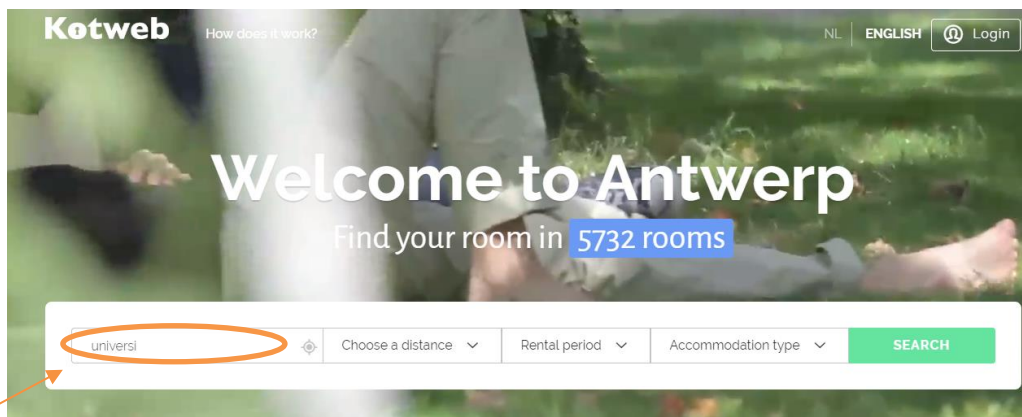 Kotweb How does it work? NL ENGLISH Login
Welcome to Antwerp
Find your room in 5732 rooms
universi Choose a distance Rental period Accommodation type SEARCH